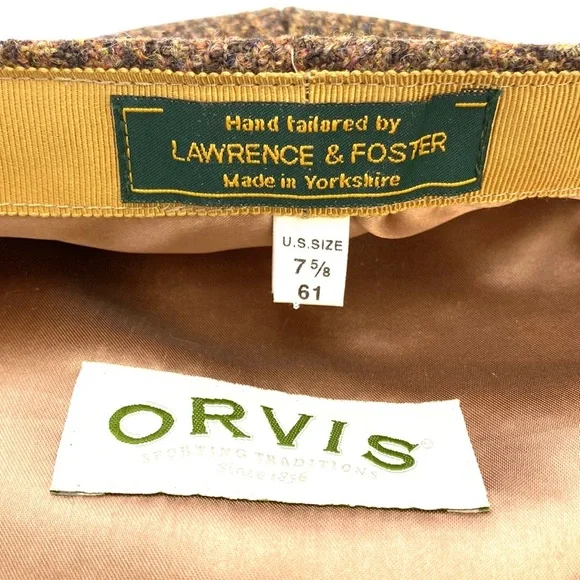 Hand tailored by
LAWRENCE & FOSTER
Made in Yorkshire
U.S.SIZE
7 5/8
61
ORVIS®
SPORTING TRADITIONS
Since 1856